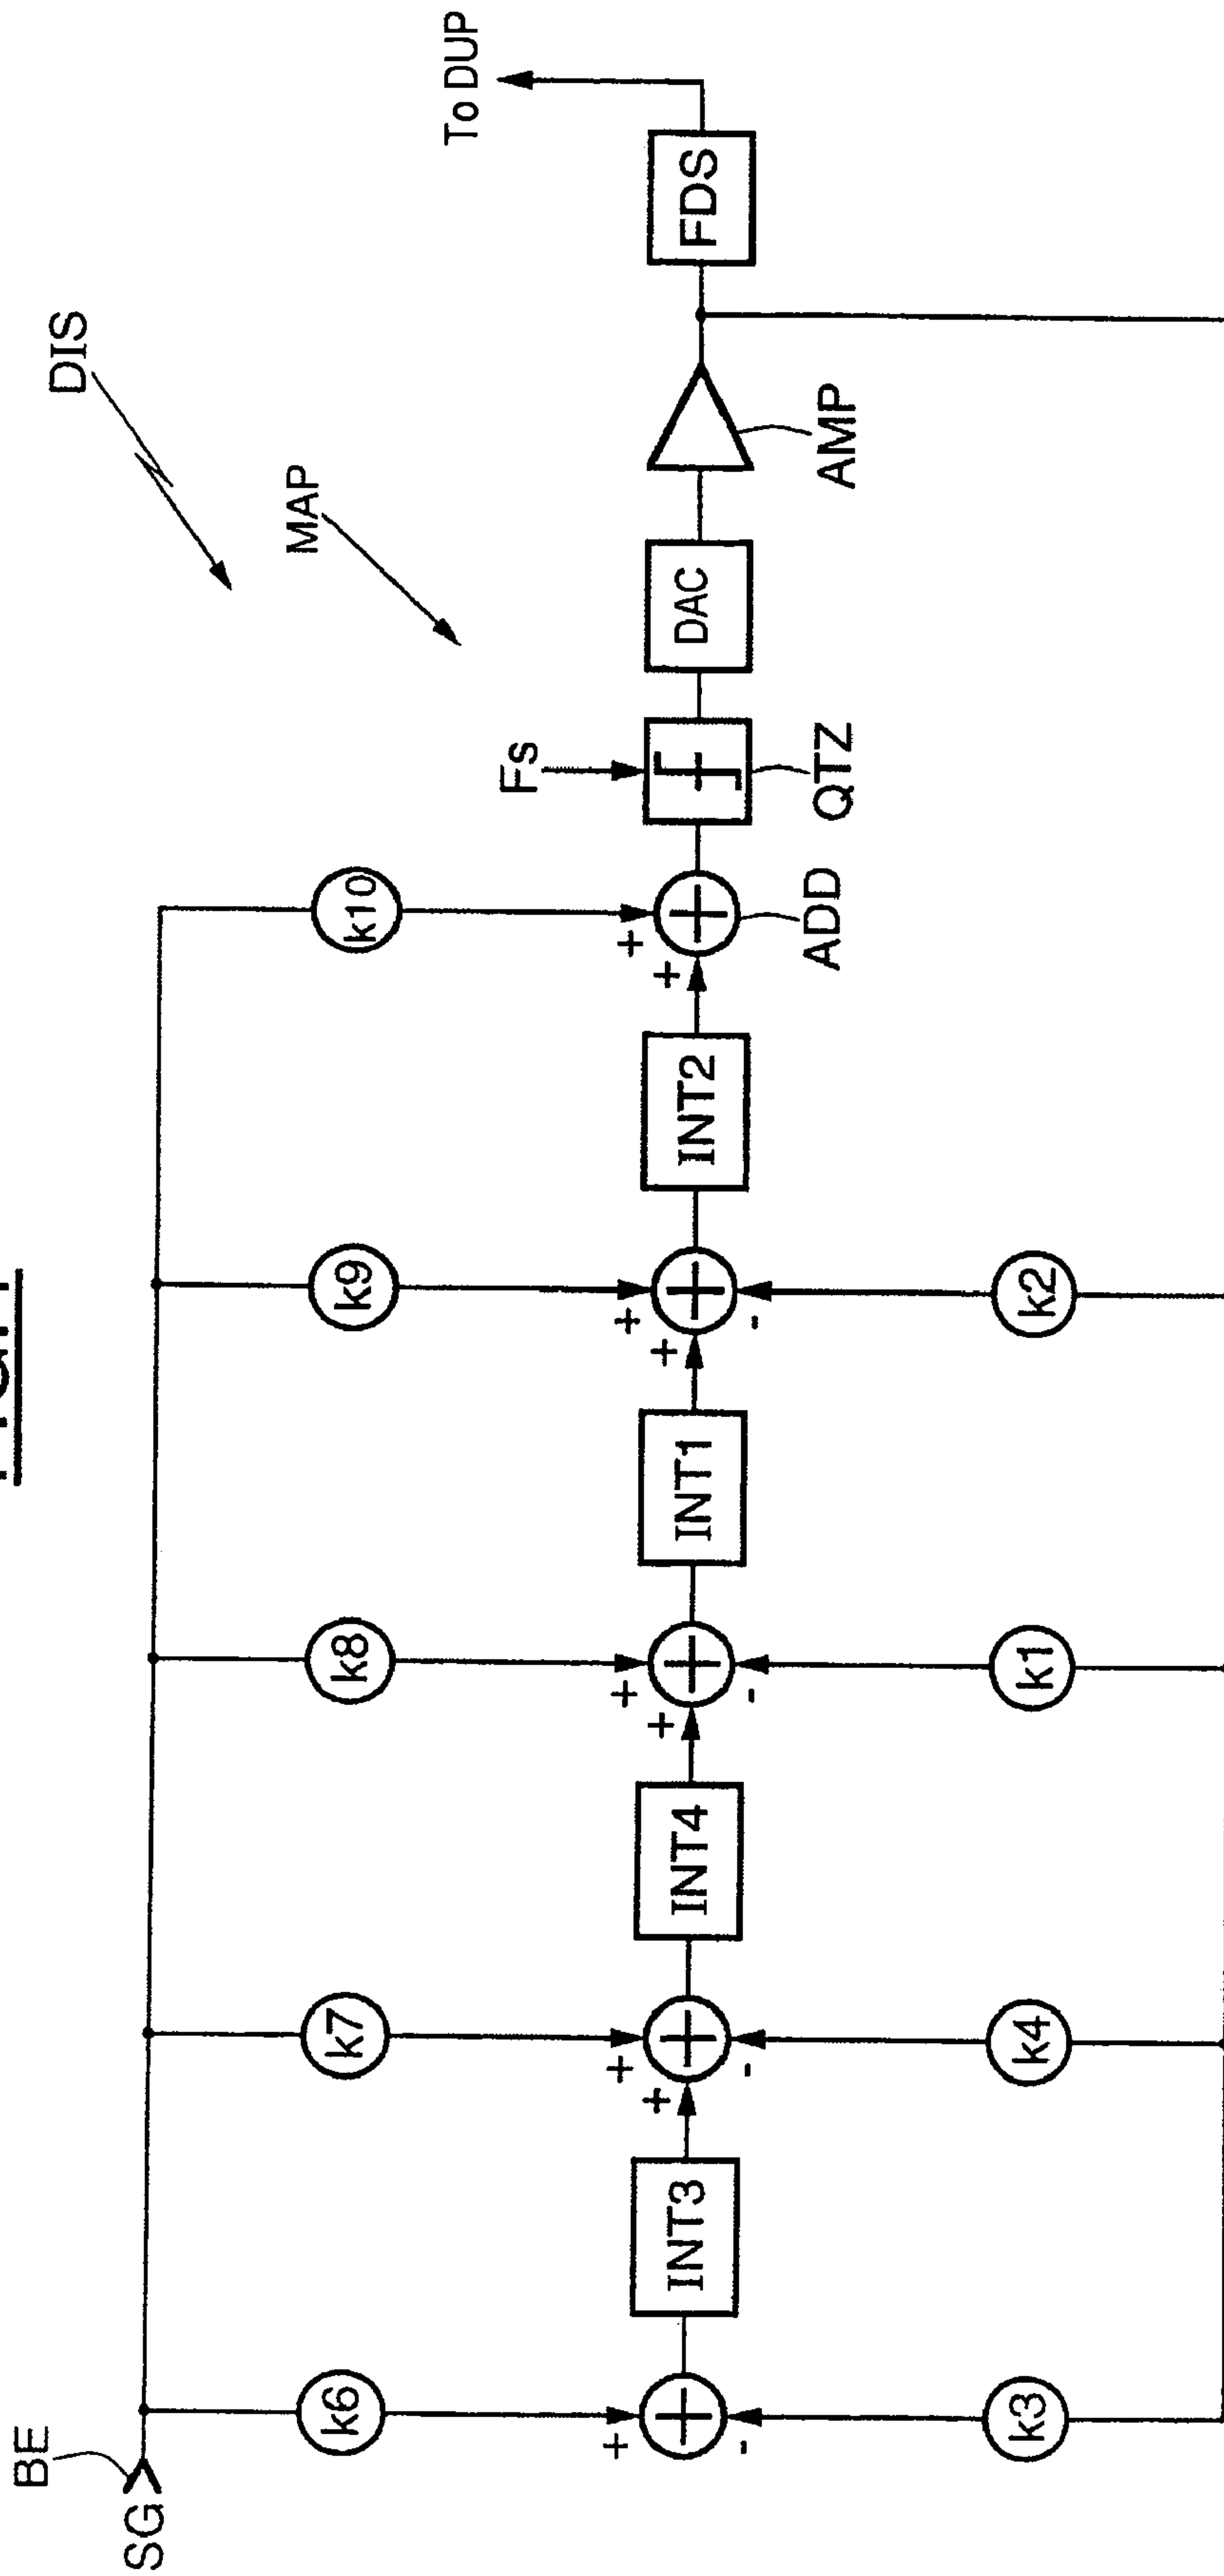 DIS
MAP
To DUP
BE
SG
k6
k7
k8
k9
k10
Fs
INT3
INT4
INT1
INT2
DAC
FDS
+
+
+
+
+
+
+
+
+
-
-
-
-
ADD
QTZ
AMP
k3
k4
k1
k2